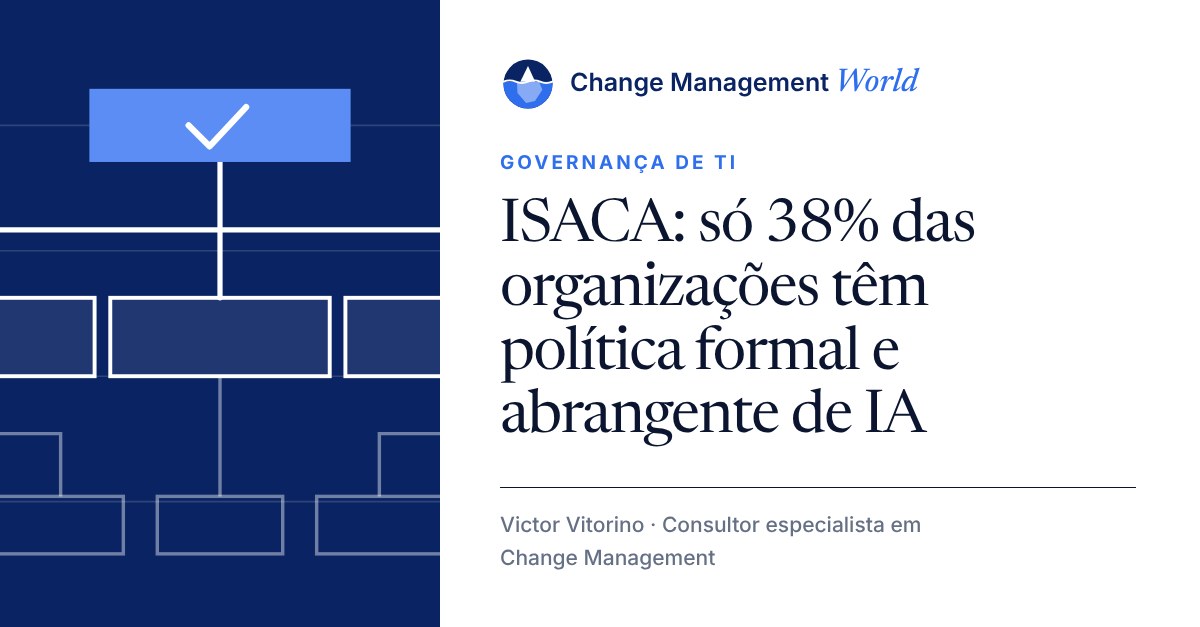 Change Management World
GOVERNANÇA DE TI
ISACA: só 38% das
organizações têm
política formal e
abrangente de IA
Victor Vitorino · Consultor especialista em
Change Management